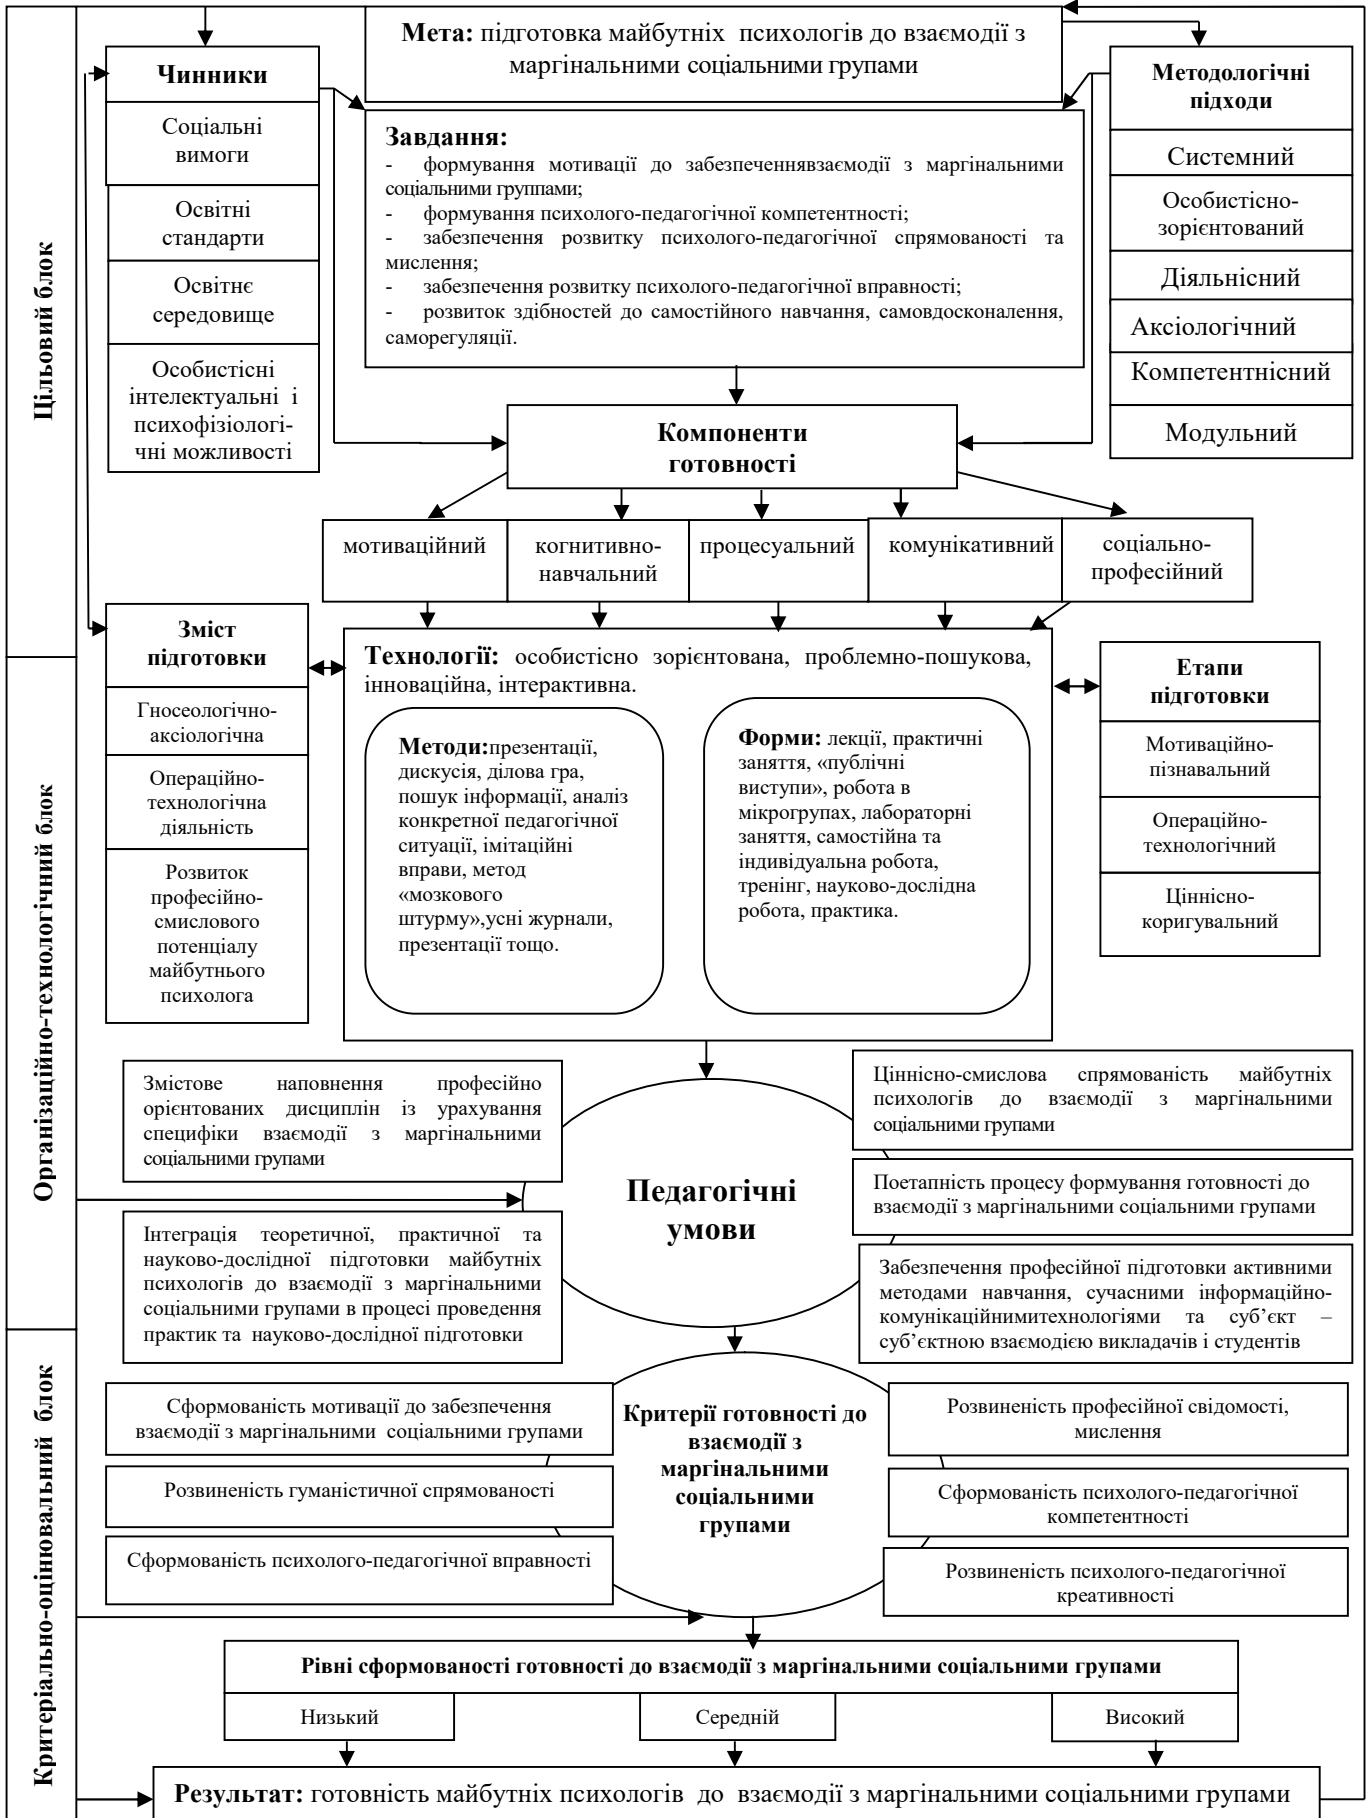 Мета: підготовка майбутніх психологів до взаємодії з
маргінальними соціальними групами
Чинники
Соціальні
вимоги
Освітні
стандарти
Освітнє
середовище
Особистісні
інтелектуальні і
психофізіологі-
чні можливості
Завдання:
- формування мотивації до забезпеченнявзаємодії з маргінальними
соціальними группами;
- формування психолого-педагогічної компетентності;
- забезпечення розвитку психолого-педагогічної спрямованості та
мислення;
- забезпечення розвитку психолого-педагогічної вправності;
- розвиток здібностей до самостійного навчання, самовдосконалення,
саморегуляції.
Методологічні
підходи
Системний
Особистісно-
зорієнтований
Діяльнісний
Аксіологічний
Компетентнісний
Модульний
Цільовий блок
Компоненти
готовності
мотиваційний
когнитивно-
навчальний
процесуальний
комунікативний
соціально-
професійний
Зміст
підготовки
Гносеологічно-
аксіологічна
Операційно-
технологічна
діяльність
Розвиток
професійно-
смислового
потенціалу
майбутнього
психолога
Технології: особистісно зорієнтована, проблемно-пошукова,
інноваційна, інтерактивна.
Методи:презентації,
дискусія, ділова гра,
пошук інформації, аналіз
конкретної педагогічної
ситуації, імітаційні
вправи, метод
«мозкового
штурму»,усні журнали,
презентації тощо.
Форми: лекції, практичні
заняття, «публічні
виступи», робота в
мікрогрупах, лабораторні
заняття, самостійна та
індивідуальна робота,
тренінг, науково-дослідна
робота, практика.
Етапи
підготовки
Мотиваційно-
пізнавальний
Операційно-
технологічний
Ціннісно-
коригувальний
Організаційно-технологічний блок
Змістове наповнення професійно
орієнтованих дисциплін із урахування
специфіки взаємодії з маргінальними
соціальними групами
Інтеграція теоретичної, практичної та
науково-дослідної підготовки майбутніх
психологів до взаємодії з маргінальними
соціальними групами в процесі проведення
практик та науково-дослідної підготовки
Педагогічні
умови
Ціннісно-смислова спрямованість майбутніх
психологів до взаємодії з маргінальними
соціальними групами
Поетапність процесу формування готовності до
взаємодії з маргінальними соціальними групами
Забезпечення професійної підготовки активними
методами навчання, сучасними інформаційно-
комунікаційнимитехнологіями та суб’єкт –
суб’єктною взаємодією викладачів і студентів
Критеріально-оцінювальний блок
Сформованість мотивації до забезпечення
взаємодії з маргінальними соціальними групами
Розвиненість гуманістичної спрямованості
Сформованість психолого-педагогічної вправності
Критерії готовності до
взаємодії з
маргінальними
соціальними
групами
Розвиненість професійної свідомості,
мислення
Сформованість психолого-педагогічної
компетентності
Розвиненість психолого-педагогічної
креативності
Рівні сформованості готовності до взаємодії з маргінальними соціальними групами
Низький
Середній
Високий
Результат: готовність майбутніх психологів до взаємодії з маргінальними соціальними групами